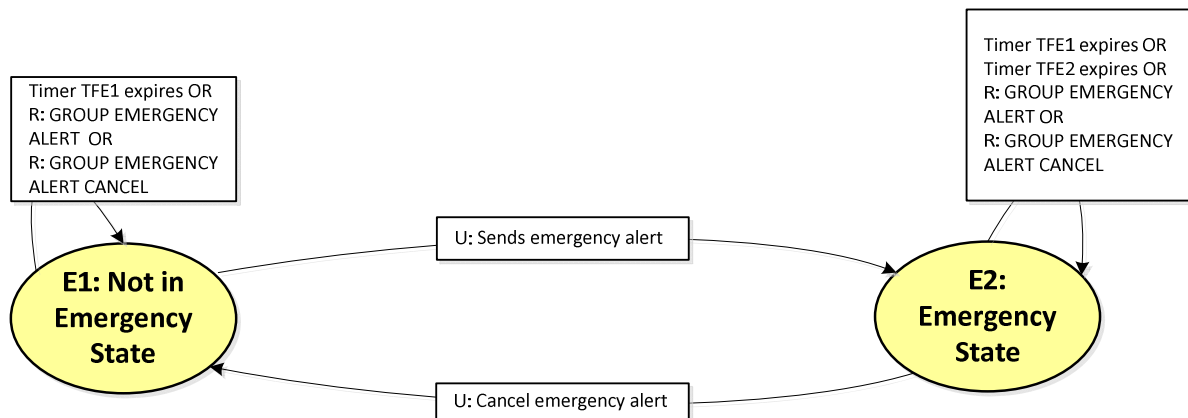 Timer TFE1 expires OR
R: GROUP EMERGENCY
ALERT OR
R: GROUP EMERGENCY
ALERT CANCEL
Timer TFE1 expires OR
Timer TFE2 expires OR
R: GROUP EMERGENCY
ALERT OR
R: GROUP EMERGENCY
ALERT CANCEL
U: Sends emergency alert
E1: Not in
Emergency
State
E2:
Emergency
State
U: Cancel emergency alert